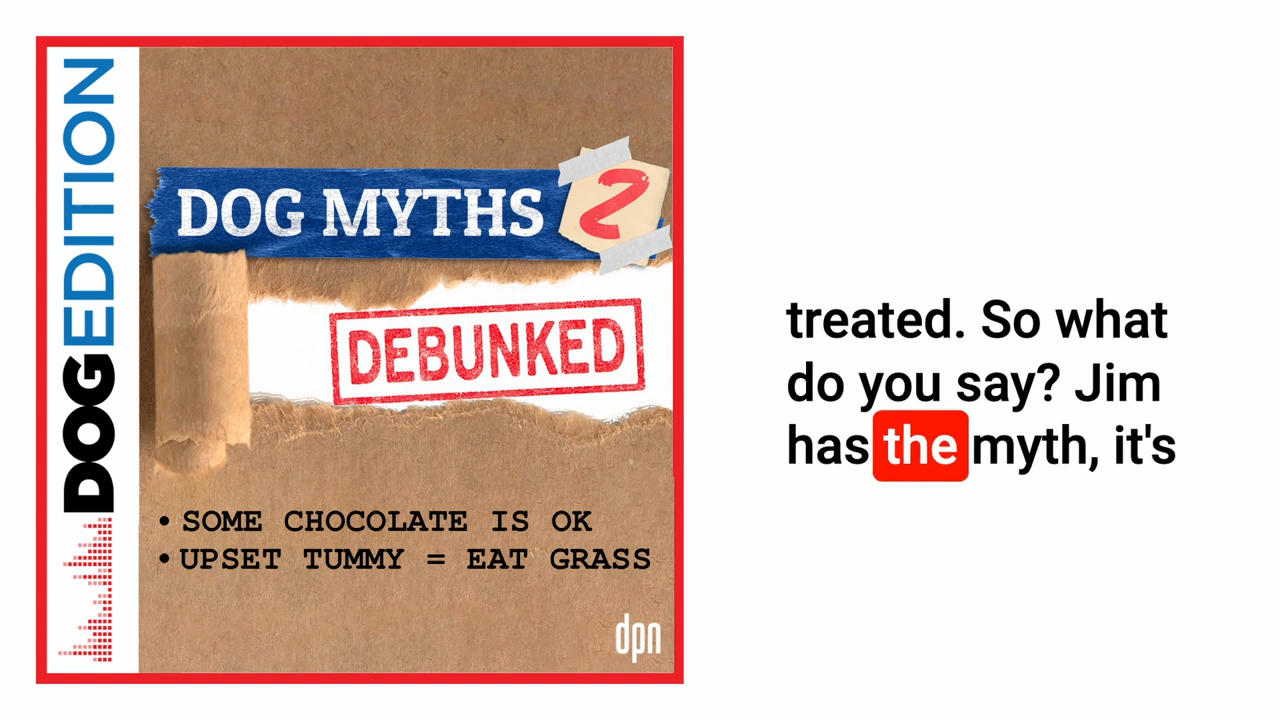 DOGEDITION
DOG MYTHS 2
DEBUNKED
• SOME CHOCOLATE IS OK
• UPSET TUMMY = EAT GRASS
dpn
treated. So what
do you say? Jim
has the myth, it's